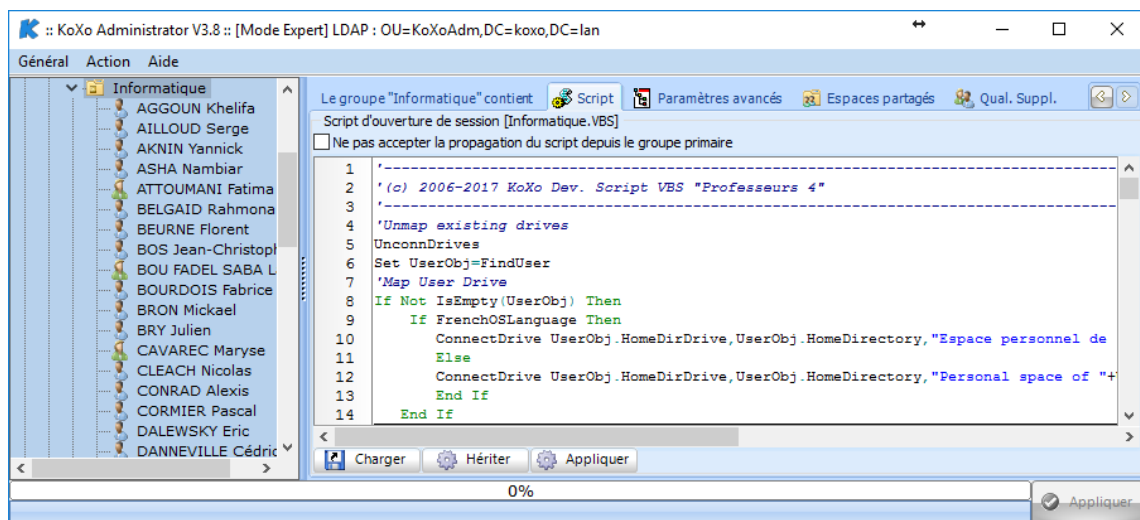 :: KoXo Administrator V3.8 :: [Mode Expert] LDAP : OU=KoXoAdm,DC=koxo,DC=lan
Général Action Aide
Informatique
AGGOUN Khelifa
AILLOUD Serge
AKNIN Yannick
ASHA Nambiar
ATTOUMANI Fatima
BELGAID Rahmona
BEURNE Florent
BOS Jean-Christoph
BOU FADEL SABA L
BOURDOIS Fabrice
BRON Mickael
BRY Julien
CAVAREC Maryse
CLEACH Nicolas
CONRAD Alexis
CORMIER Pascal
DALEWSKY Eric
DANNEVILLE Cédric
Le groupe "Informatique" contient Script Paramètres avancés Espaces partagés Qual. Suppl.
Script d'ouverture de session [Informatique.VBS]
Ne pas accepter la propagation du script depuis le groupe primaire
1 '--------------------------------------------------------------------------------
2 '(c) 2006-2017 KoXo Dev. Script VBS "Professeurs 4"
3 '--------------------------------------------------------------------------------
4 'Unmap existing drives
5 UnconnDrives
6 Set UserObj=FindUser
7 'Map User Drive
8 If Not IsEmpty(UserObj) Then
9 If FrenchOSLanguage Then
10 ConnectDrive UserObj.HomeDirDrive,UserObj.HomeDirectory,"Espace personnel de
11 Else
12 ConnectDrive UserObj.HomeDirDrive,UserObj.HomeDirectory,"Personal space of "+
13 End If
14 End If
Charger Hériter Appliquer
0%
Appliquer